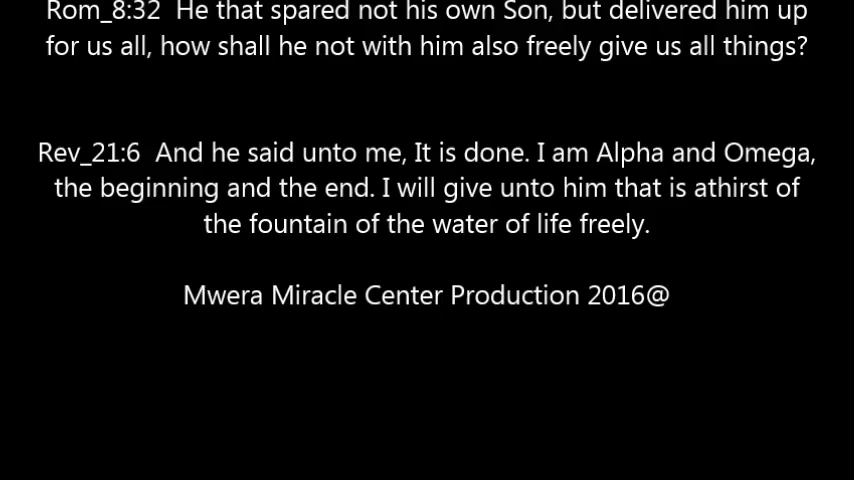 Rom_8:32  He that spared not his own Son, but delivered him up
for us all, how shall he not with him also freely give us all things?
Rev_21:6  And he said unto me, It is done. I am Alpha and Omega,
the beginning and the end. I will give unto him that is athirst of
the fountain of the water of life freely.
Mwera Miracle Center Production 2016@